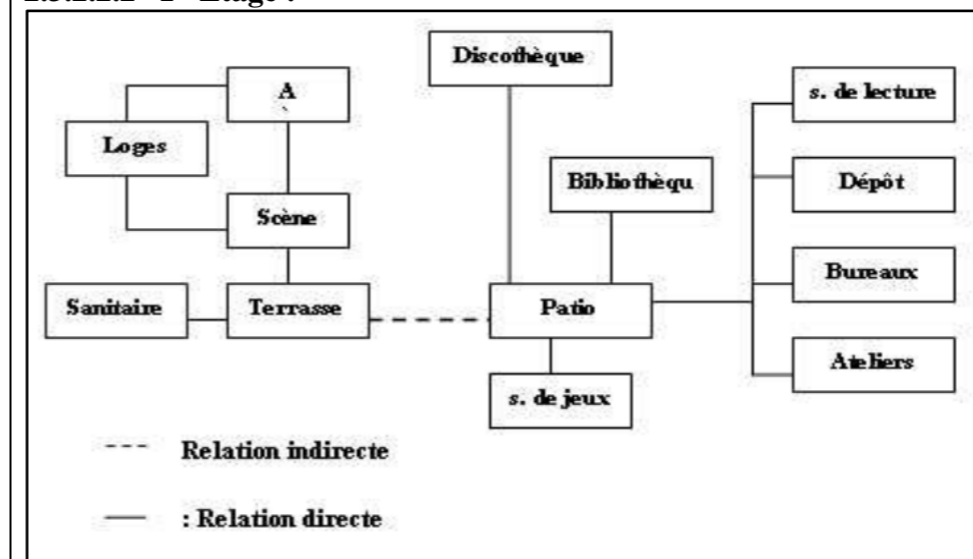 Discothèque
A
s. de lecture
Loges
Bibliothèqu
Dépôt
Scène
Bureaux
Sanitaire
Terrasse
Patio
Ateliers
s. de jeux
--- Relation indirecte
— : Relation directe